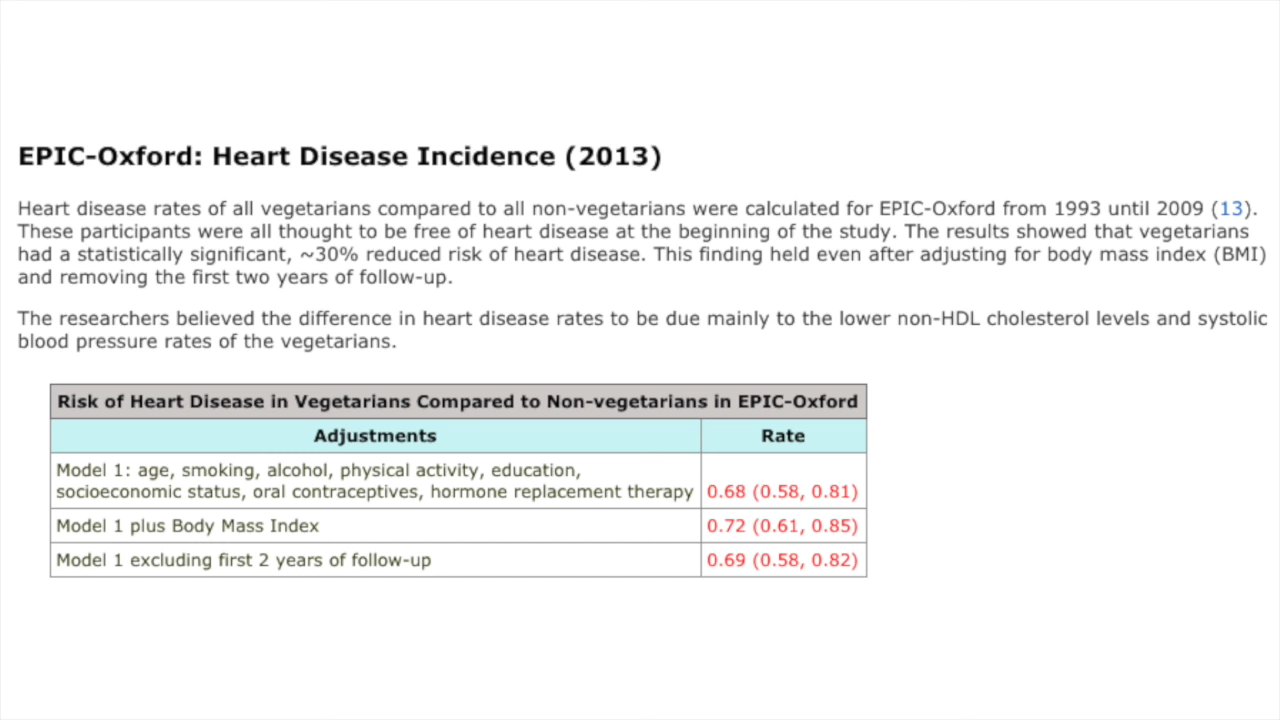 EPIC-Oxford: Heart Disease Incidence (2013)
Heart disease rates of all vegetarians compared to all non-vegetarians were calculated for EPIC-Oxford from 1993 until 2009 (13).
These participants were all thought to be free of heart disease at the beginning of the study. The results showed that vegetarians
had a statistically significant, ~30% reduced risk of heart disease. This finding held even after adjusting for body mass index (BMI)
and removing the first two years of follow-up.
The researchers believed the difference in heart disease rates to be due mainly to the lower non-HDL cholesterol levels and systolic
blood pressure rates of the vegetarians.
Risk of Heart Disease in Vegetarians Compared to Non-vegetarians in EPIC-Oxford
Adjustments Rate
Model 1: age, smoking, alcohol, physical activity, education,
socioeconomic status, oral contraceptives, hormone replacement therapy 0.68 (0.58, 0.81)
Model 1 plus Body Mass Index 0.72 (0.61, 0.85)
Model 1 excluding first 2 years of follow-up 0.69 (0.58, 0.82)